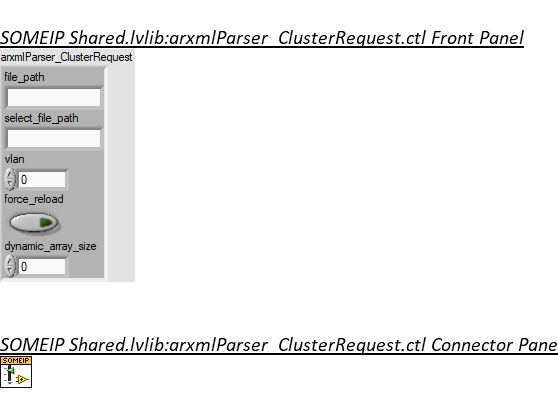 SOMEIP Shared.lvlib:arxmlParser_ClusterRequest.ctl Front Panel
arxmlParser_ClusterRequest
file_path
select_file_path
vlan
0
force_reload
dynamic_array_size
0
SOMEIP Shared.lvlib:arxmlParser_ClusterRequest.ctl Connector Pane
SOMEIP